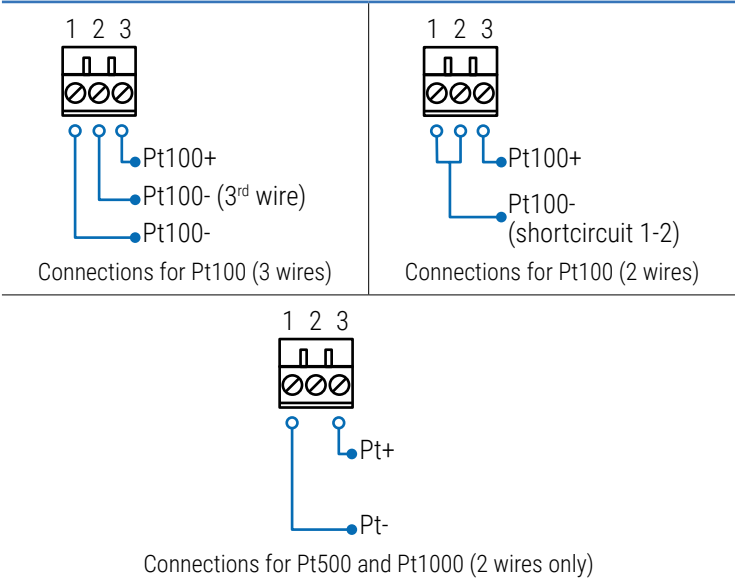 1 2 3
Pt100+
Pt100- (3rd wire)
Pt100-
Connections for Pt100 (3 wires)
1 2 3
Pt100+
Pt100-
(shortcircuit 1-2)
Connections for Pt100 (2 wires)
1 2 3
Pt+
Pt-
Connections for Pt500 and Pt1000 (2 wires only)